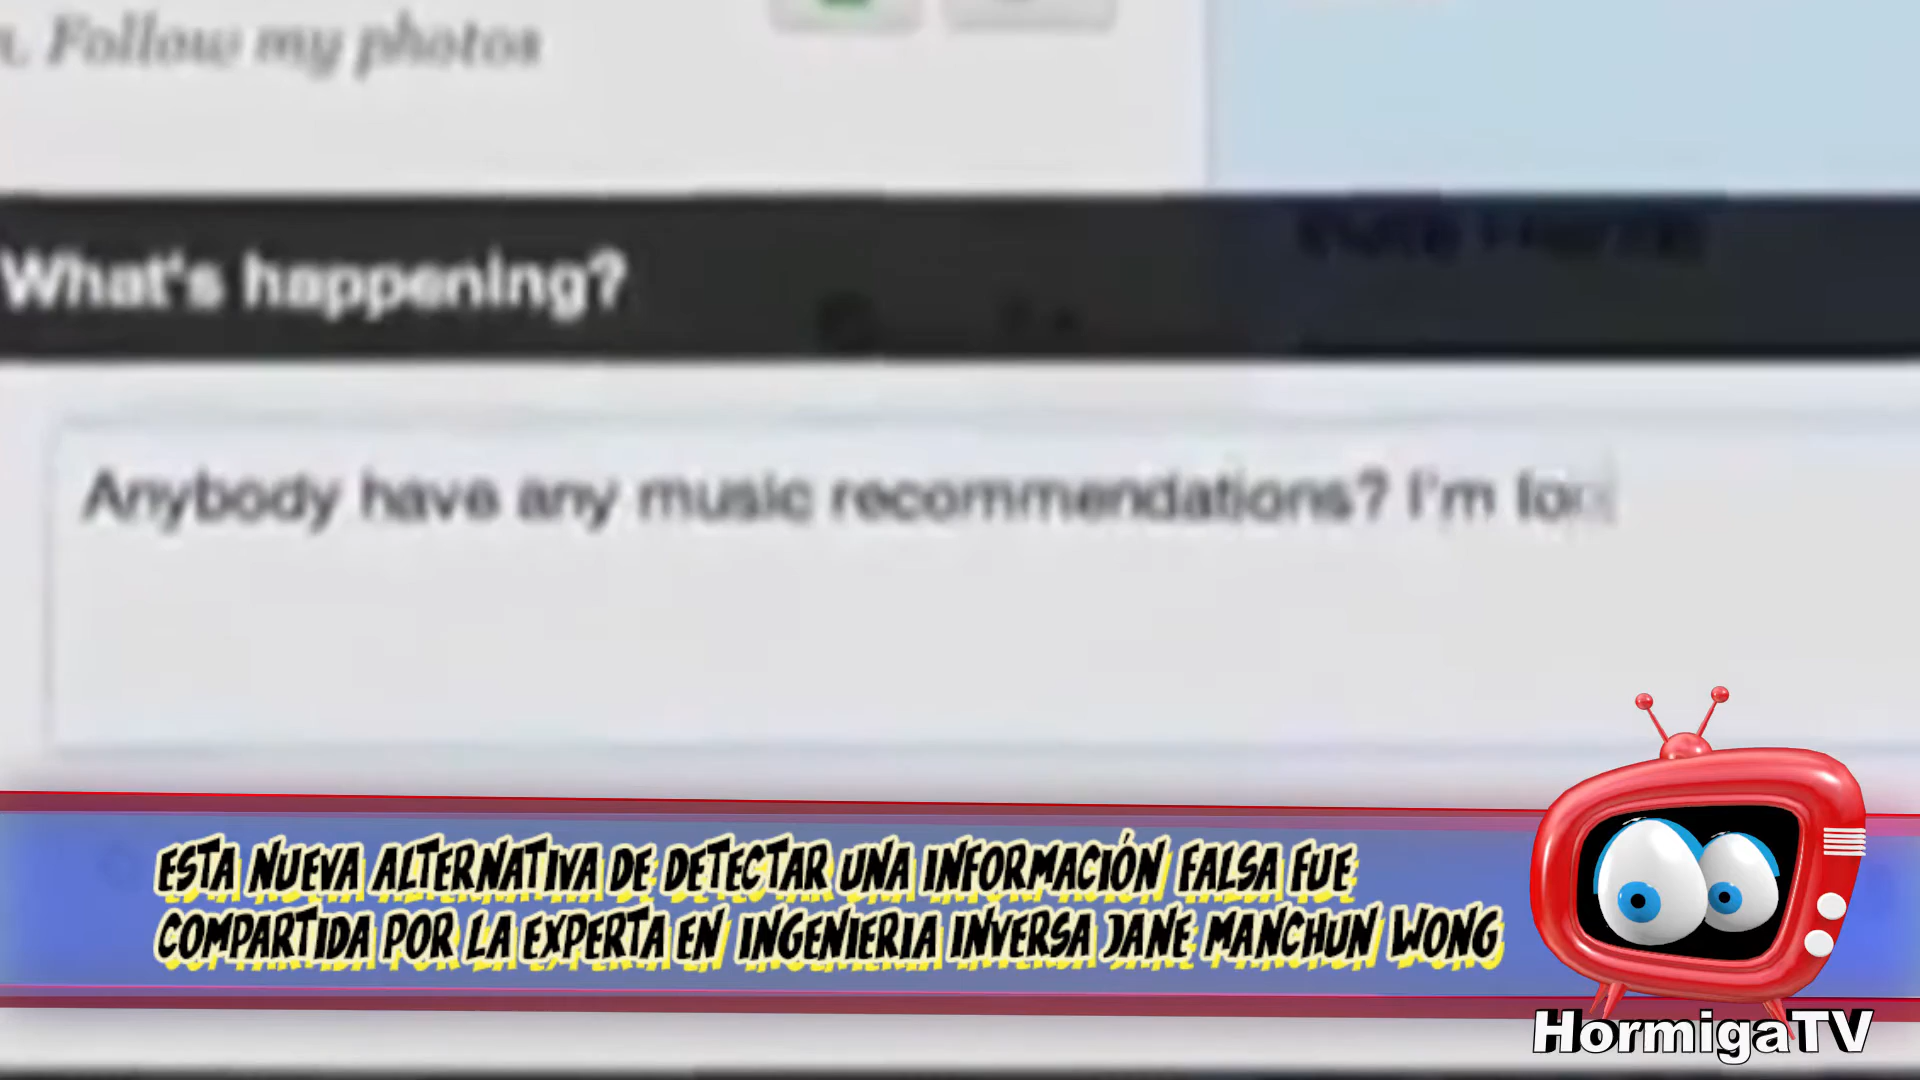 Follow my photos
What's happening?
Anybody have any music recommendations? I'm
ESTA NUEVA ALTERNATIVA DE DETECTAR UNA INFORMACIÓN FALSA FUE
COMPARTIDA POR LA EXPERTA EN INGENIERIA INVERSA JANE MANCHUN WONG
HormigaTV